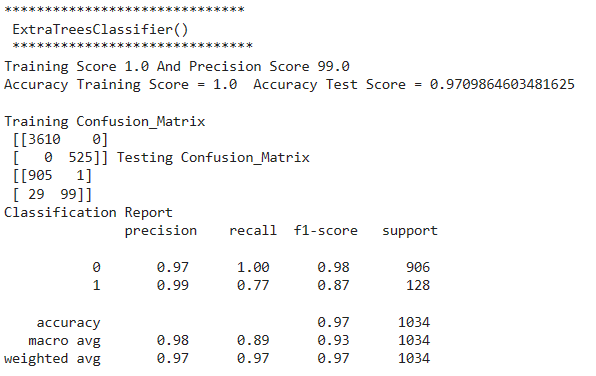 ******************************
 ExtraTreesClassifier()
 ******************************
Training Score 1.0 And Precision Score 99.0
Accuracy Training Score = 1.0  Accuracy Test Score = 0.9709864603481625
Training Confusion_Matrix
 [[3610    0]
 [   0  525]] Testing Confusion_Matrix
[[905   1]
 [ 29  99]]
Classification Report
              precision    recall  f1-score   support
           0       0.97      1.00      0.98       906
           1       0.99      0.77      0.87       128
    accuracy                           0.97      1034
   macro avg       0.98      0.89      0.93      1034
weighted avg       0.97      0.97      0.97      1034